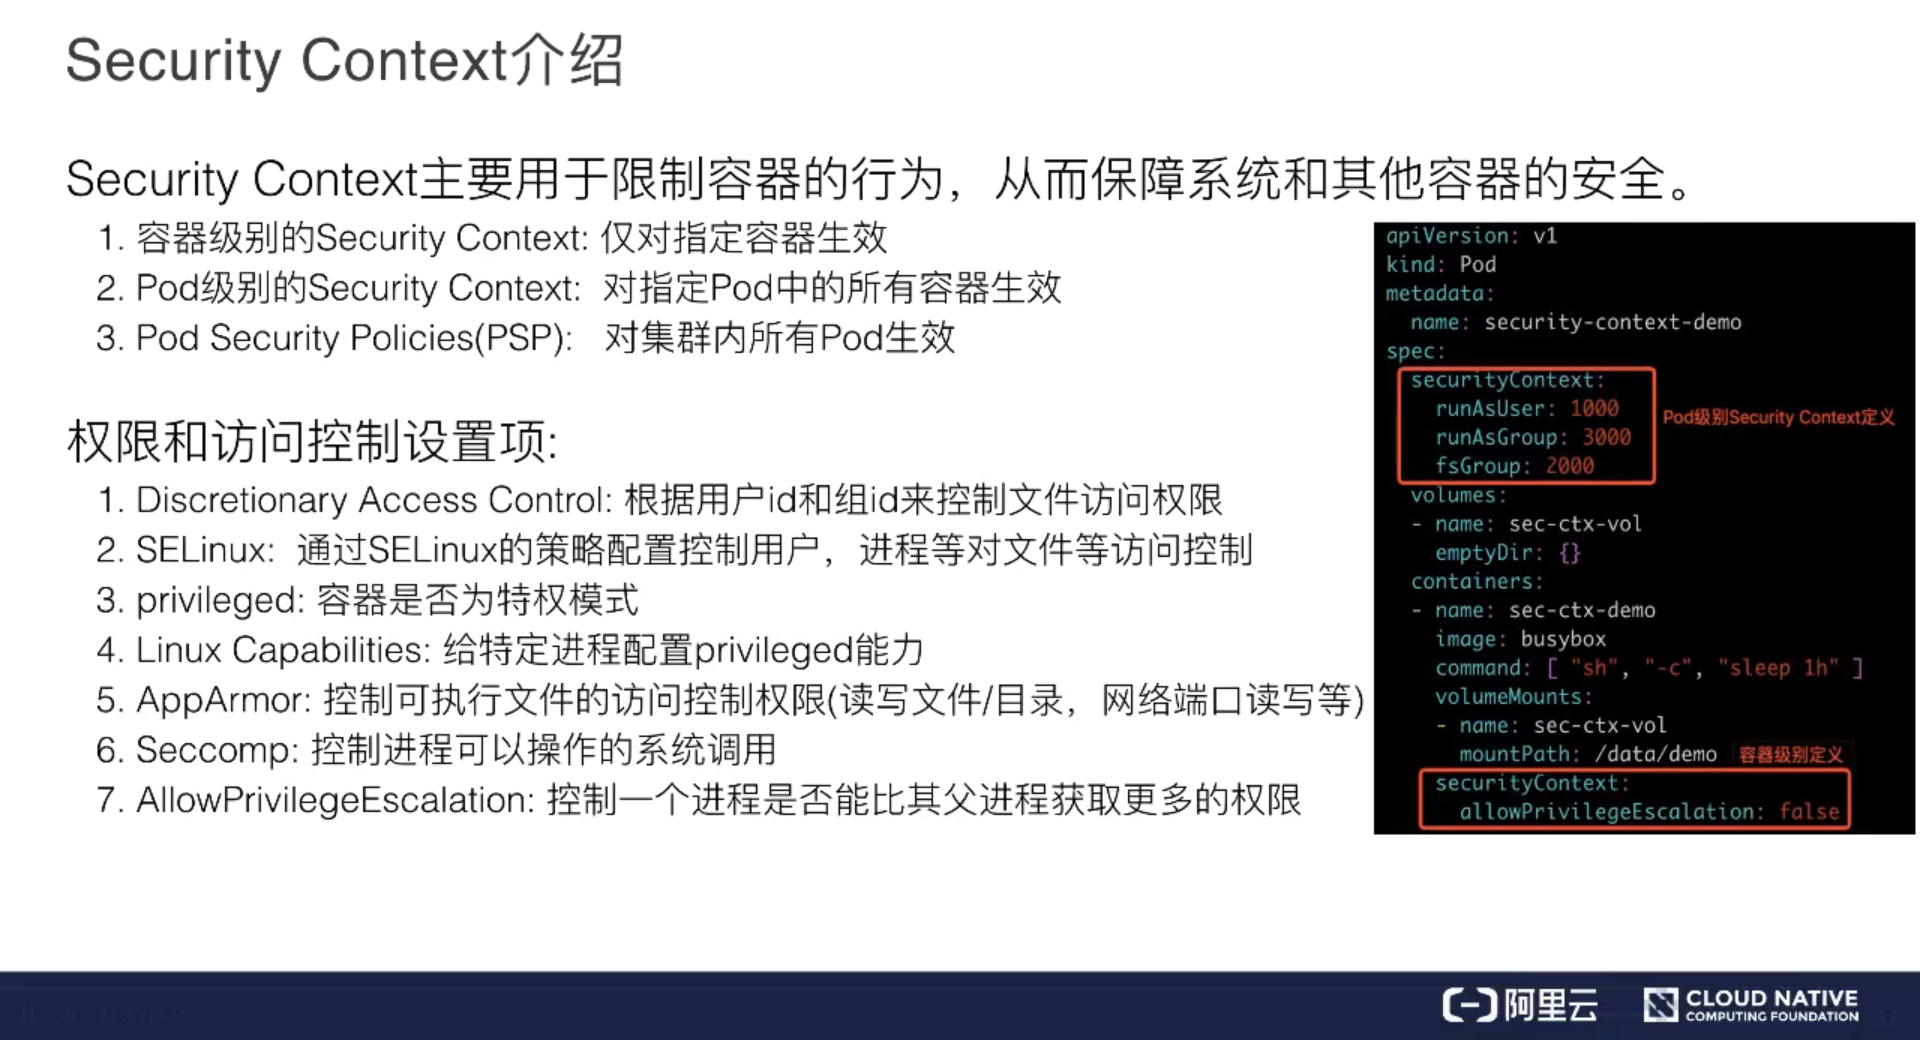 Security Context介绍
Security Context主要用于限制容器的行为，从而保障系统和其他容器的安全。
1. 容器级别的Security Context: 仅对指定容器生效
2. Pod级别的Security Context: 对指定Pod中的所有容器生效
3. Pod Security Policies(PSP): 对集群内所有Pod生效
权限和访问控制设置项:
1. Discretionary Access Control: 根据用户id和组id来控制文件访问权限
2. SELinux: 通过SELinux的策略配置控制用户，进程等对文件等访问控制
3. privileged: 容器是否为特权模式
4. Linux Capabilities: 给特定进程配置privileged能力
5. AppArmor: 控制可执行文件的访问控制权限(读写文件/目录，网络端口读写等)
6. Seccomp: 控制进程可以操作的系统调用
7. AllowPrivilegeEscalation: 控制一个进程是否能比其父进程获取更多的权限
apiVersion: v1
kind: Pod
metadata:
  name: security-context-demo
spec:
  securityContext:
    runAsUser: 1000
Pod级别Security Context定义
    runAsGroup: 3000
    fsGroup: 2000
  volumes:
  - name: sec-ctx-vol
    emptyDir: {}
  containers:
  - name: sec-ctx-demo
    image: busybox
    command: [ "sh", "-c", "sleep 1h" ]
    volumeMounts:
    - name: sec-ctx-vol
      mountPath: /data/demo 容器级别定义
    securityContext:
      allowPrivilegeEscalation: false
阿里云
CLOUD NATIVE
COMPUTING FOUNDATION